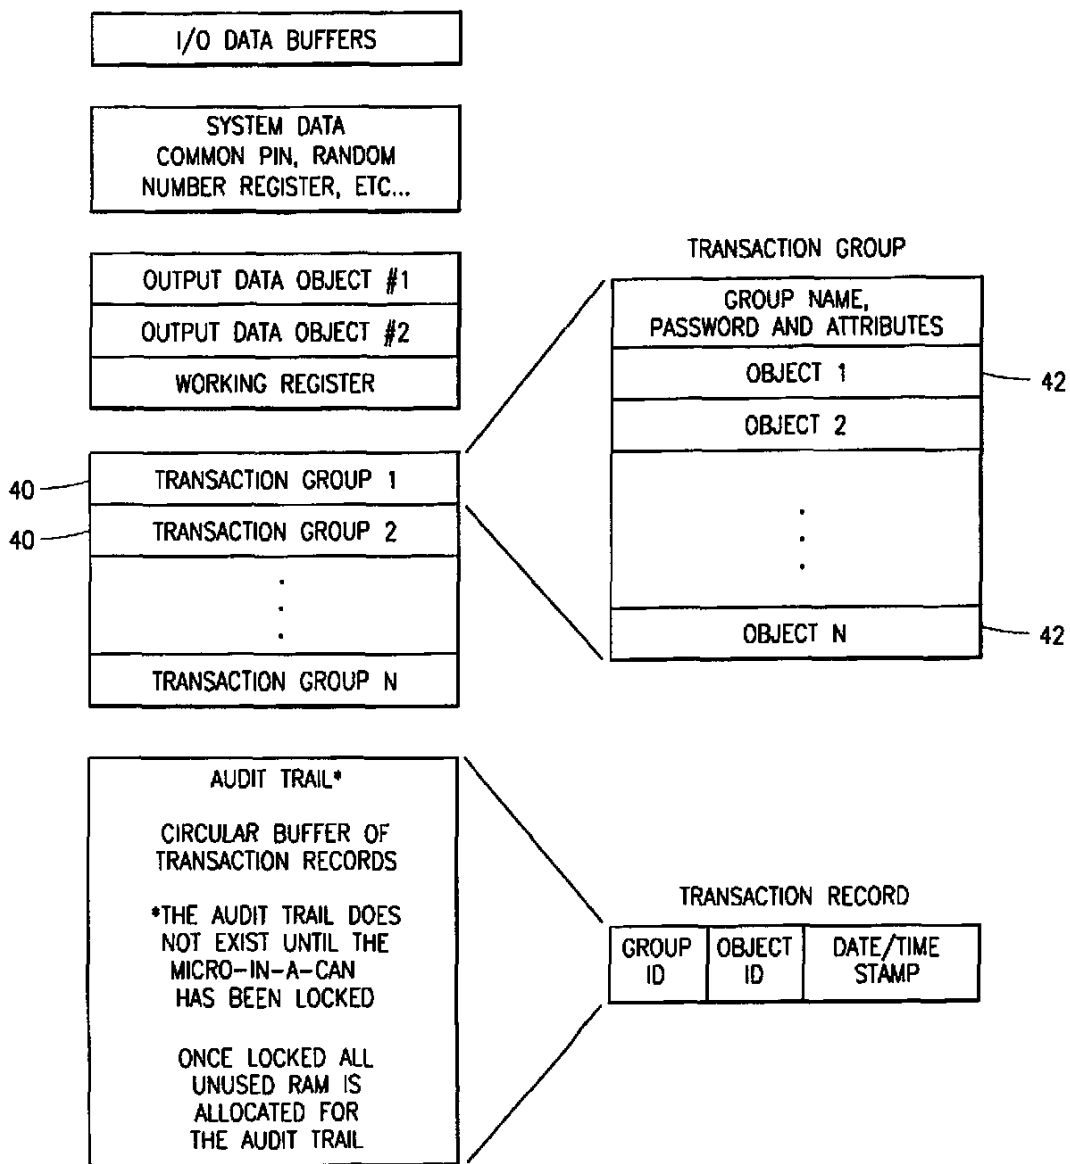 I/O DATA BUFFERS
SYSTEM DATA
COMMON PIN, RANDOM
NUMBER REGISTER, ETC...
OUTPUT DATA OBJECT #1
OUTPUT DATA OBJECT #2
WORKING REGISTER
40
TRANSACTION GROUP 1
40
TRANSACTION GROUP 2
TRANSACTION GROUP N
TRANSACTION GROUP
GROUP NAME,
PASSWORD AND ATTRIBUTES
OBJECT 1
42
OBJECT 2
OBJECT N
42
AUDIT TRAIL*
CIRCULAR BUFFER OF
TRANSACTION RECORDS
*THE AUDIT TRAIL DOES
NOT EXIST UNTIL THE
MICRO-IN-A-CAN
HAS BEEN LOCKED
ONCE LOCKED ALL
UNUSED RAM IS
ALLOCATED FOR
THE AUDIT TRAIL
TRANSACTION RECORD
GROUP
ID
OBJECT
ID
DATE/TIME
STAMP